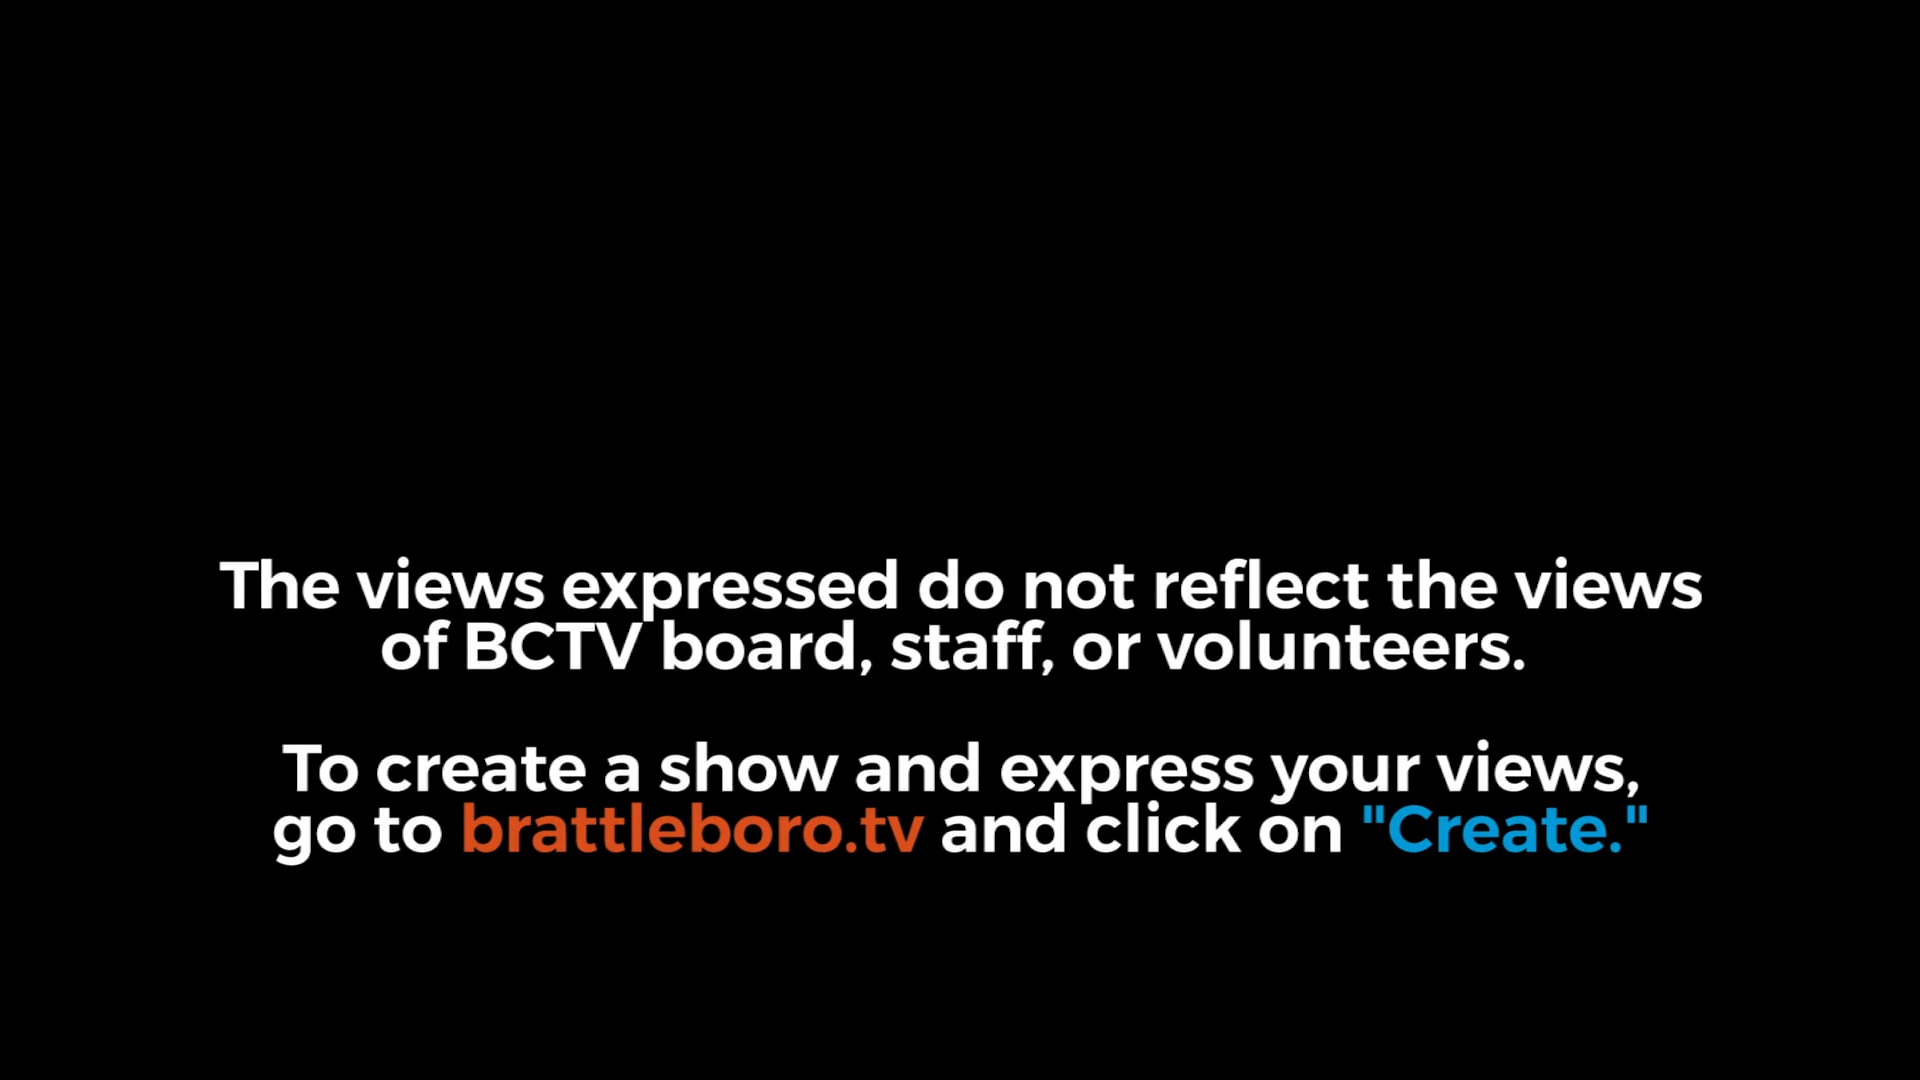 The views expressed do not reflect the views
of BCTV board, staff, or volunteers.
To create a show and express your views,
go to brattleboro.tv and click on "Create."